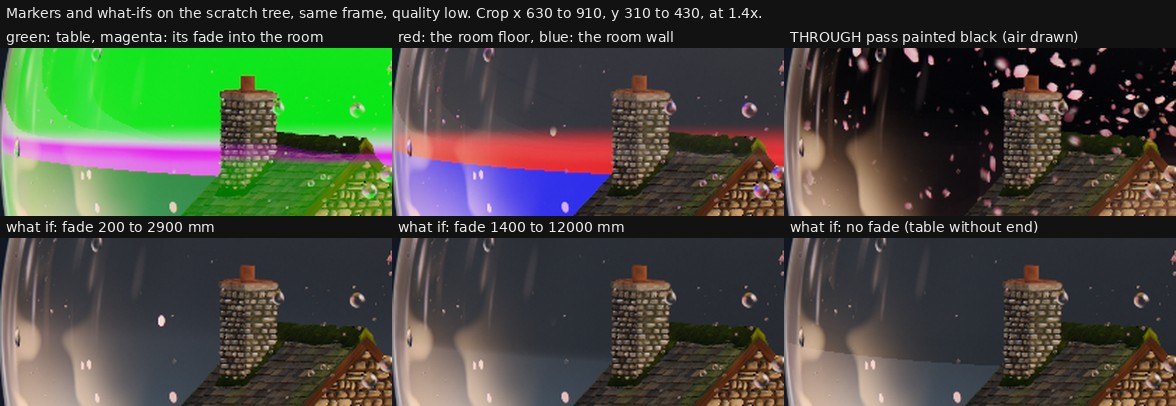 Markers and what-ifs on the scratch tree, same frame, quality low. Crop x 630 to 910, y 310 to 430, at 1.4x.
green: table, magenta: its fade into the room
red: the room floor, blue: the room wall
THROUGH pass painted black (air drawn)
what if: fade 200 to 2900 mm
what if: fade 1400 to 12000 mm
what if: no fade (table without end)